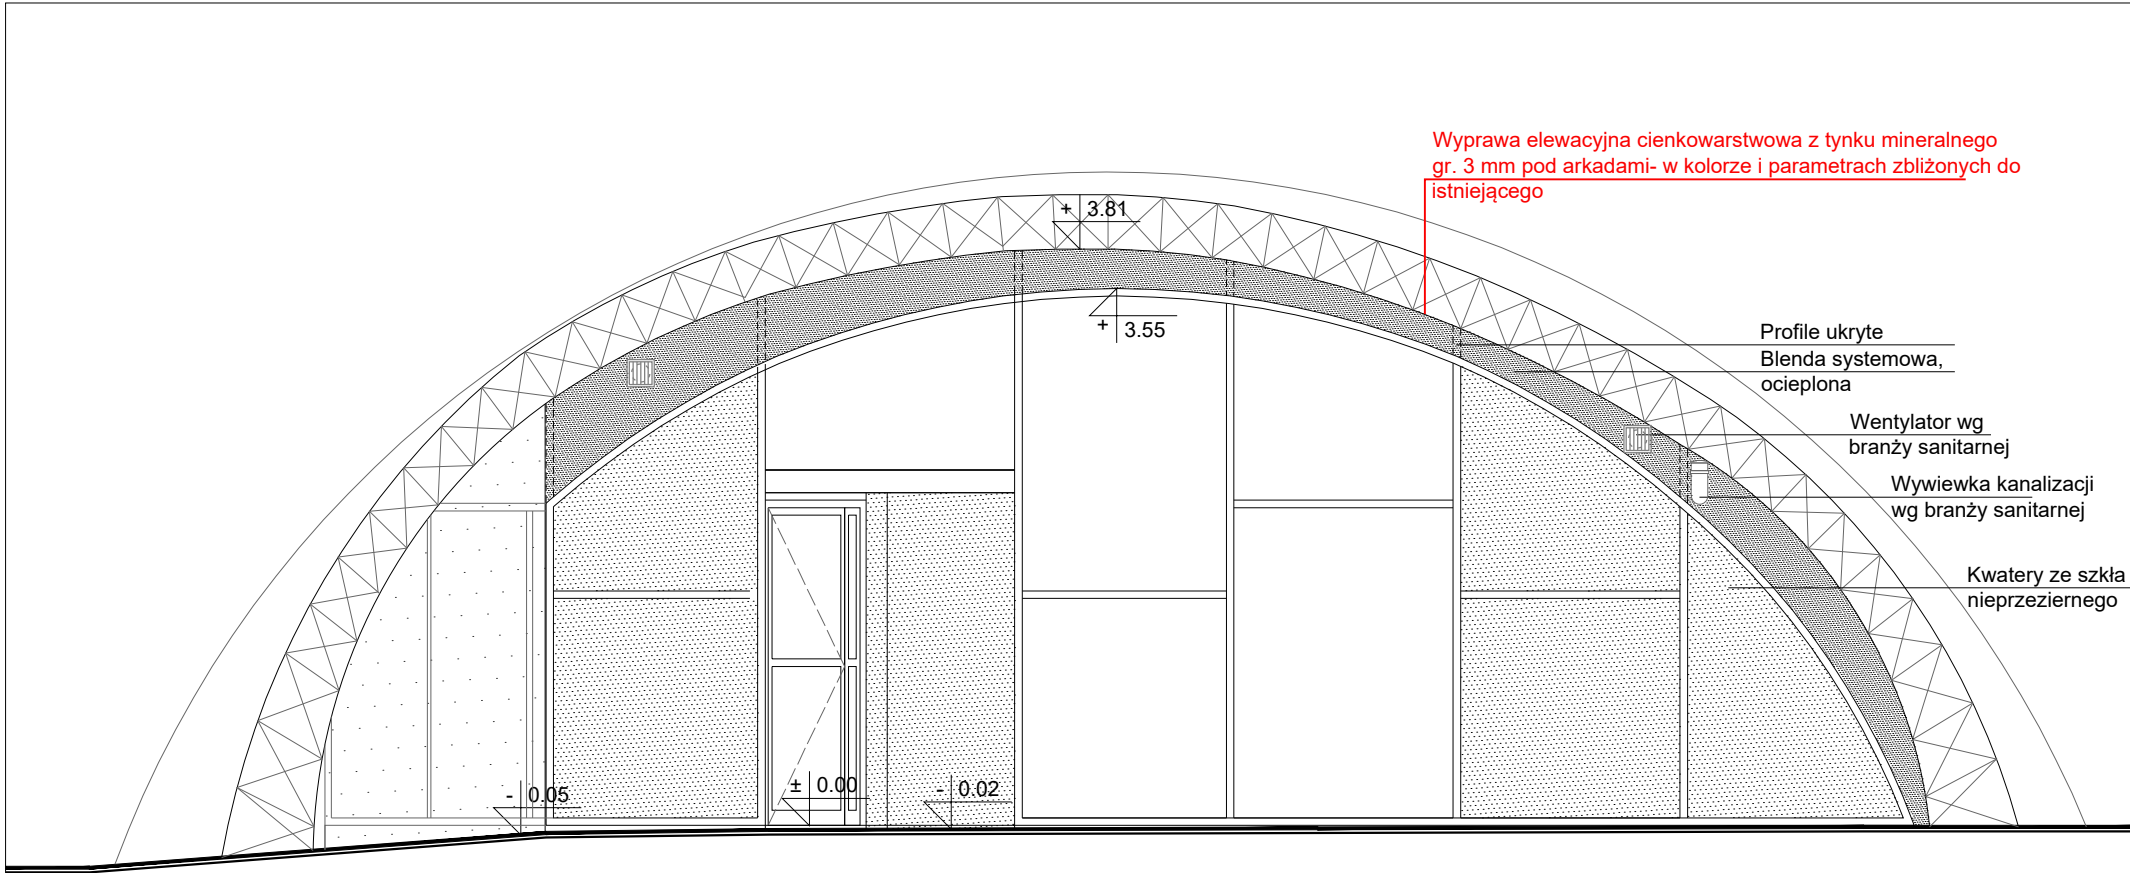 Wyprawa elewacyjna cienkowarstwowa z tynku mineralnego
gr. 3 mm pod arkadami- w kolorze i parametrach zbliżonych do
istniejącego
+ 3.81
+ 3.55
Profile ukryte
Blenda systemowa,
ocieplona
Wentylator wg
branży sanitarnej
Wywiewka kanalizacji
wg branży sanitarnej
Kwatery ze szkła
nieprzeziernego
- 0.05
± 0.00
- 0.02